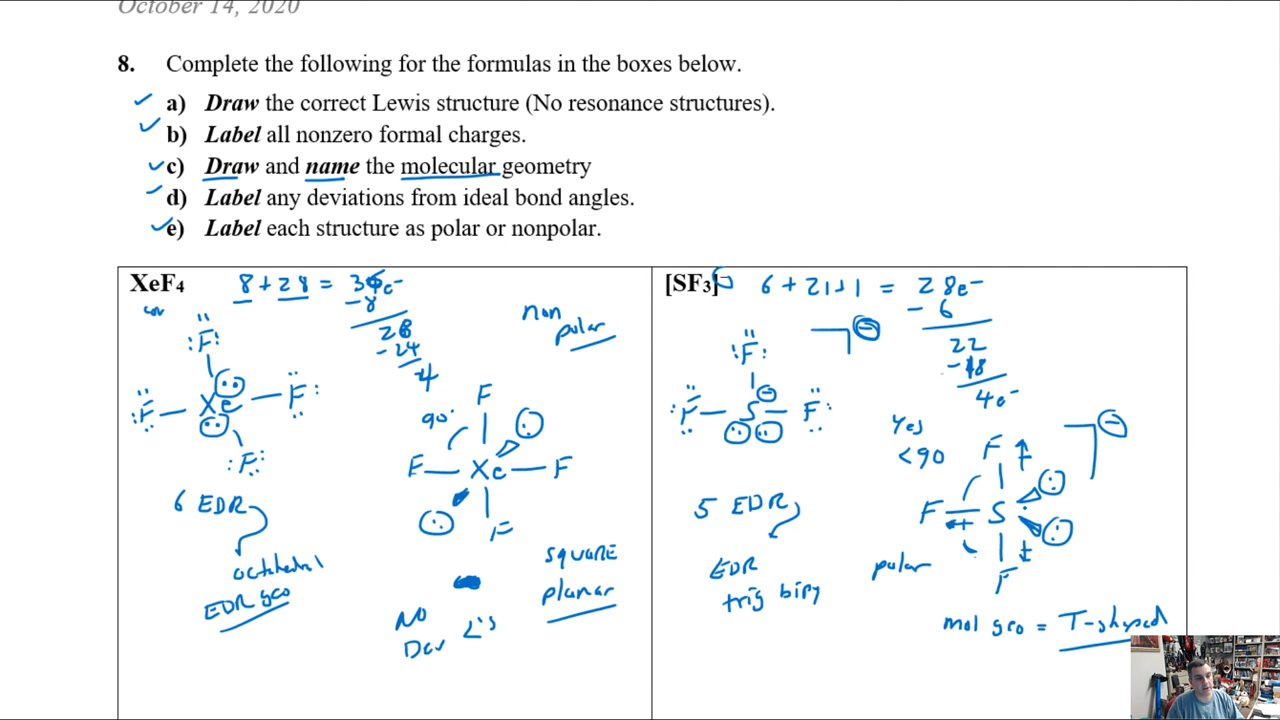 October 14, 2020
8. Complete the following for the formulas in the boxes below.
a) Draw the correct Lewis structure (No resonance structures).
b) Label all nonzero formal charges.
c) Draw and name the molecular geometry
d) Label any deviations from ideal bond angles.
e) Label each structure as polar or nonpolar.
XeF4 8 + 28 = 36e-
-8
28
-24
4
non
polar
:F:
:F — Xe — F:
:F:
6 EDR
octahedral
EDR geo
F
90°
F — Xe — F
F
No
Dev ∠'s
square
planar
[SF3]- 6 + 21 + 1 = 28e-
- 6
22
-18
4e-
:F:
:F — S — F:
5 EDR
EDR
trig bipy
Yes
<90
F
F — S
F
polar
mol geo = T-shaped